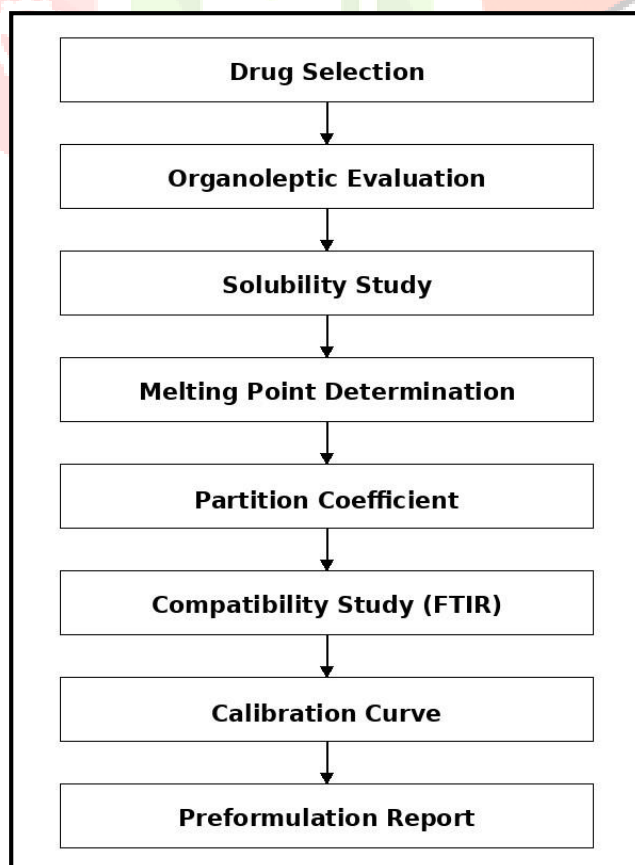 Drug Selection
Organoleptic Evaluation
Solubility Study
Melting Point Determination
Partition Coefficient
Compatibility Study (FTIR)
Calibration Curve
Preformulation Report